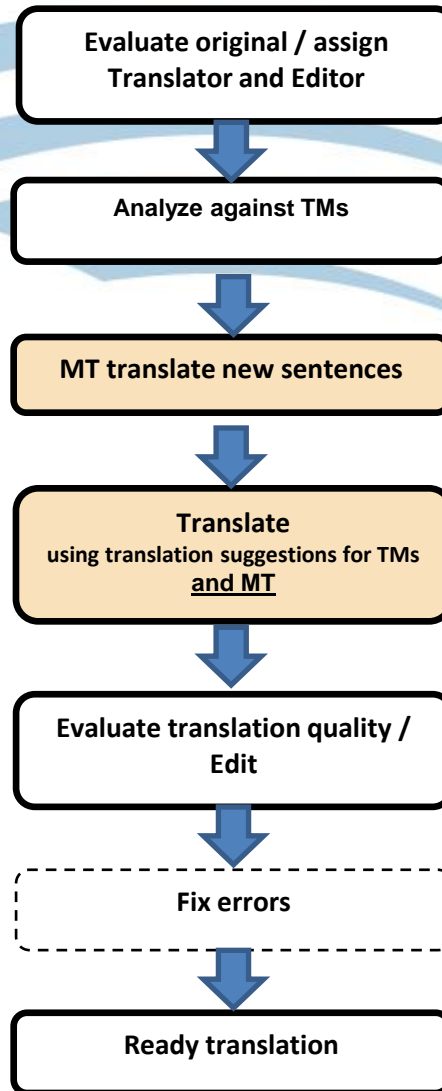 Evaluate original / assign
Translator and Editor
Analyze against TMs
MT translate new sentences
Translate
using translation suggestions for TMs
and MT
Evaluate translation quality /
Edit
Fix errors
Ready translation